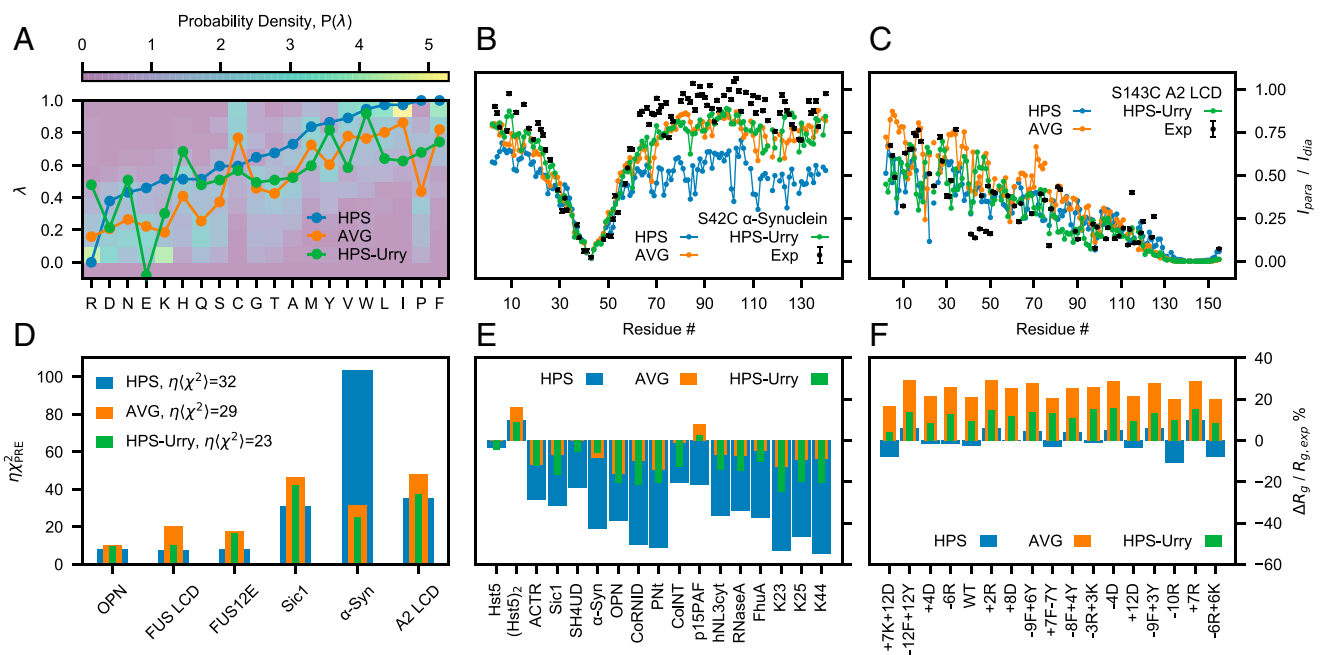 A
Probability Density, P(λ)
0 1 2 3 4 5
λ
1.0
0.8
0.6
0.4
0.2
0.0
HPS
AVG
HPS-Urry
R D N E K H Q S C G T A M Y V W L I P F
B
S42C α-Synuclein
HPS HPS-Urry
AVG Exp
10 30 50 70 90 110 130
Residue #
C
S143C A2 LCD
HPS HPS-Urry
AVG Exp
1.00
0.75
0.50
0.25
0.00
I_para / I_dia
10 30 50 70 90 110 130 150
Residue #
D
ηχ²_PRE
100
80
60
40
20
0
HPS, η⟨χ²⟩=32
AVG, η⟨χ²⟩=29
HPS-Urry, η⟨χ²⟩=23
OPN
FUS LCD
FUS12E
Sic1
α-Syn
A2 LCD
E
HPS AVG HPS-Urry
Hst5
(Hst5)₂
ACTR
Sic1
SH4UD
α-Syn
OPN
CoRNID
PNt
ColNT
p15PAF
hNL3cyt
RNaseA
FhuA
K23
K25
K44
F
40
20
0
−20
−40
−60
ΔR_g / R_g,exp %
HPS AVG HPS-Urry
+7K+12D
-12F+12Y
+4D
-6R
WT
+2R
+8D
-9F+6Y
+7F-7Y
-8F+4Y
-3R+3K
-4D
+12D
-9F+3Y
-10R
+7R
-6R+6K